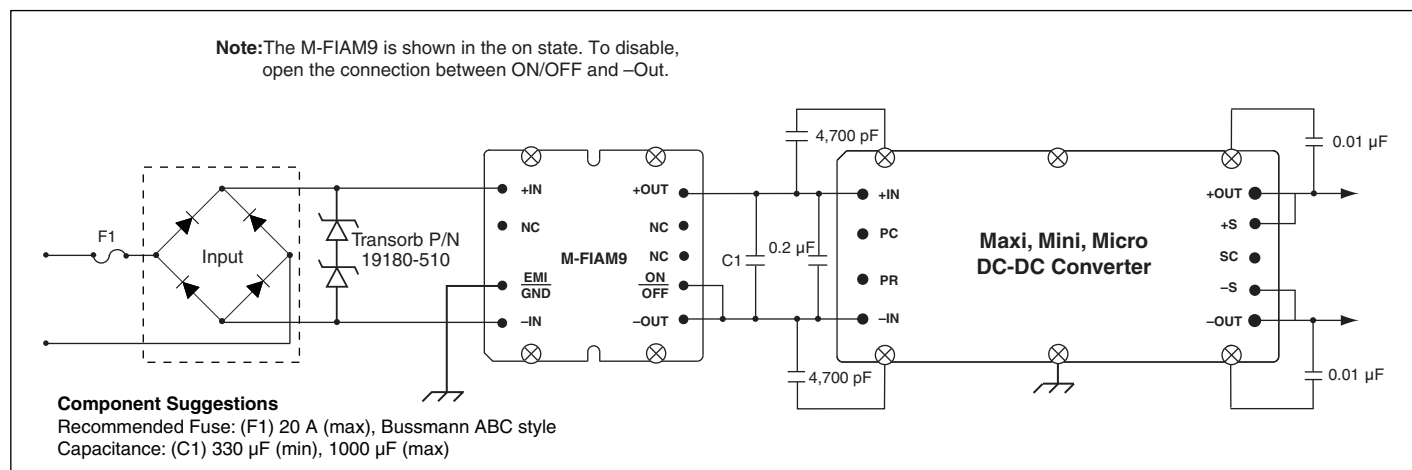 Note:The M-FIAM9 is shown in the on state. To disable,
open the connection between ON/OFF and –Out.
4,700 pF
0.01 µF
F1
Input
Transorb P/N
19180-510
+IN
NC
EMI
GND
–IN
M-FIAM9
+OUT
NC
NC
ON
OFF
–OUT
C1
0.2 µF
+IN
PC
PR
–IN
Maxi, Mini, Micro
DC-DC Converter
+OUT
+S
SC
–S
–OUT
4,700 pF
0.01 µF
Component Suggestions
Recommended Fuse: (F1) 20 A (max), Bussmann ABC style
Capacitance: (C1) 330 µF (min), 1000 µF (max)